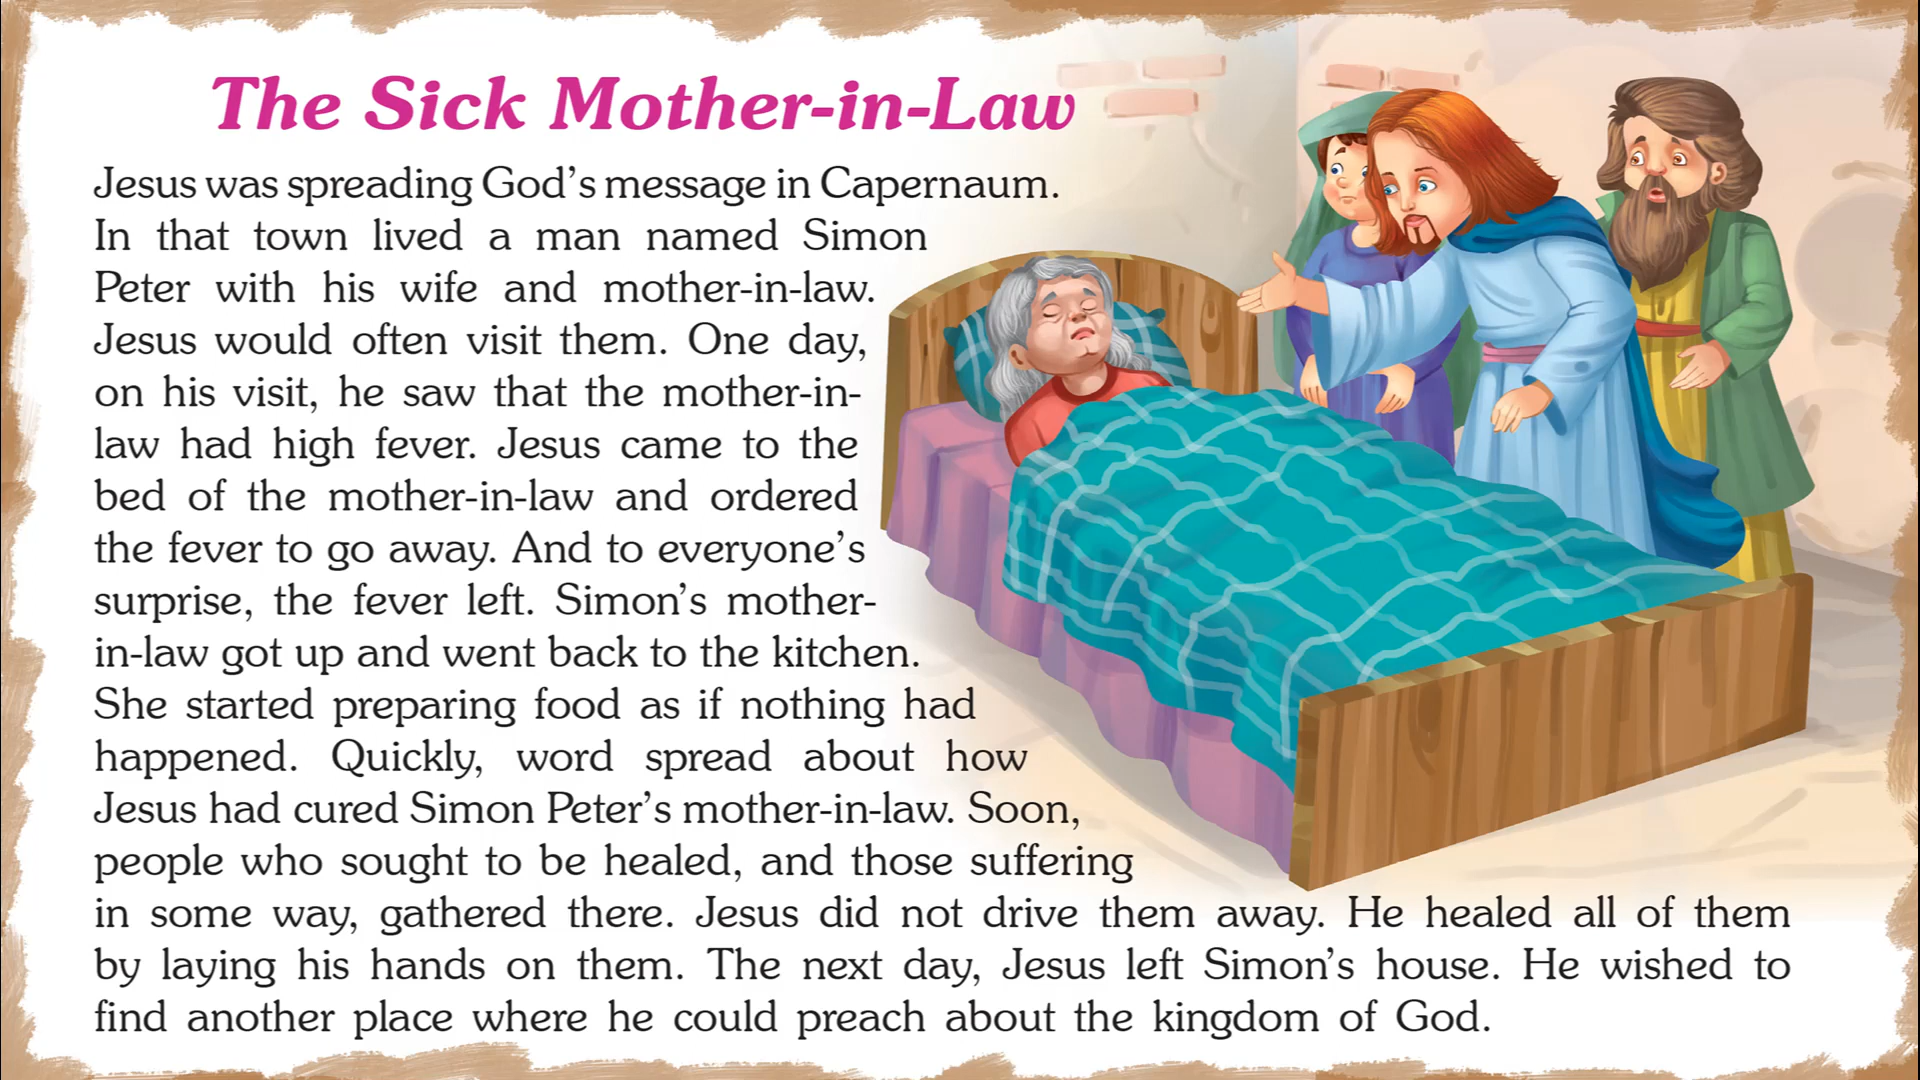 The Sick Mother-in-Law
Jesus was spreading God’s message in Capernaum.
In that town lived a man named Simon
Peter with his wife and mother-in-law.
Jesus would often visit them. One day,
on his visit, he saw that the mother-in-
law had high fever. Jesus came to the
bed of the mother-in-law and ordered
the fever to go away. And to everyone’s
surprise, the fever left. Simon’s mother-
in-law got up and went back to the kitchen.
She started preparing food as if nothing had
happened. Quickly, word spread about how
Jesus had cured Simon Peter’s mother-in-law. Soon,
people who sought to be healed, and those suffering
in some way, gathered there. Jesus did not drive them away. He healed all of them
by laying his hands on them. The next day, Jesus left Simon’s house. He wished to
find another place where he could preach about the kingdom of God.